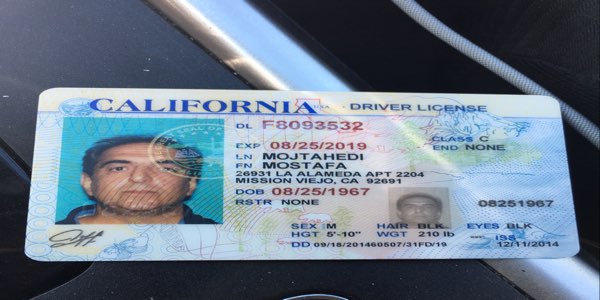 CALIFORNIA USA DRIVER LICENSE
DL F8093532
CLASS C
EXP 08/25/2019
END NONE
LN MOJTAHEDI
FN MOSTAFA
26931 LA ALAMEDA APT 2204
MISSION VIEJO, CA 92691
DOB 08/25/1967
RSTR NONE
08251967
SEX M HAIR BLK EYES BLK
HGT 5'-10" WGT 210 lb
ISS
DD 09/18/201460507/31FD/19 12/11/2014